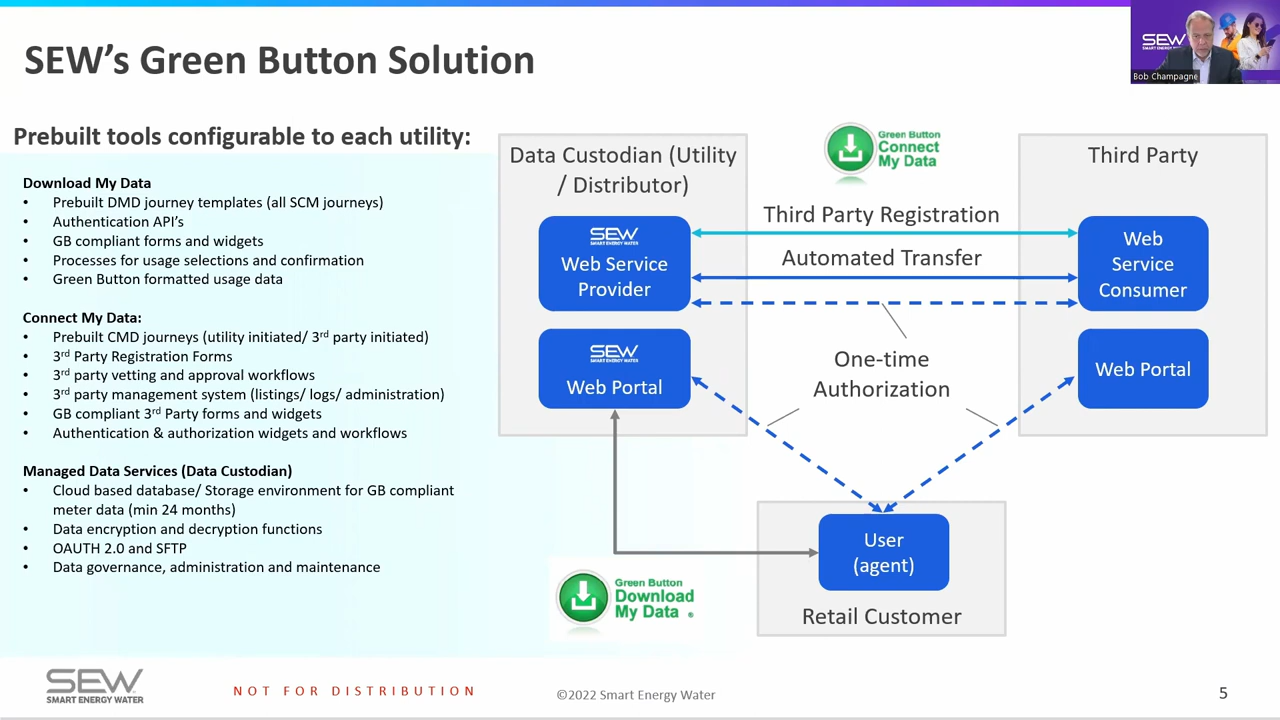 SEW's Green Button Solution
SEW
Bob Champagne
Prebuilt tools configurable to each utility:
Download My Data
• Prebuilt DMD journey templates (all SCM journeys)
• Authentication API's
• GB compliant forms and widgets
• Processes for usage selections and confirmation
• Green Button formatted usage data
Connect My Data:
• Prebuilt CMD journeys (utility initiated/ 3rd party initiated)
• 3rd Party Registration Forms
• 3rd party vetting and approval workflows
• 3rd party management system (listings/ logs/ administration)
• GB compliant 3rd Party forms and widgets
• Authentication & authorization widgets and workflows
Managed Data Services (Data Custodian)
• Cloud based database/ Storage environment for GB compliant
meter data (min 24 months)
• Data encryption and decryption functions
• OAUTH 2.0 and SFTP
• Data governance, administration and maintenance
Data Custodian (Utility
/ Distributor)
SEW
SMART ENERGY WATER
Web Service
Provider
SEW
SMART ENERGY WATER
Web Portal
Green Button
Connect
My Data
Third Party Registration
Automated Transfer
One-time
Authorization
Third Party
Web
Service
Consumer
Web Portal
User
(agent)
Retail Customer
Green Button
Download
My Data
SEW
SMART ENERGY WATER
NOT FOR DISTRIBUTION
©2022 Smart Energy Water
5